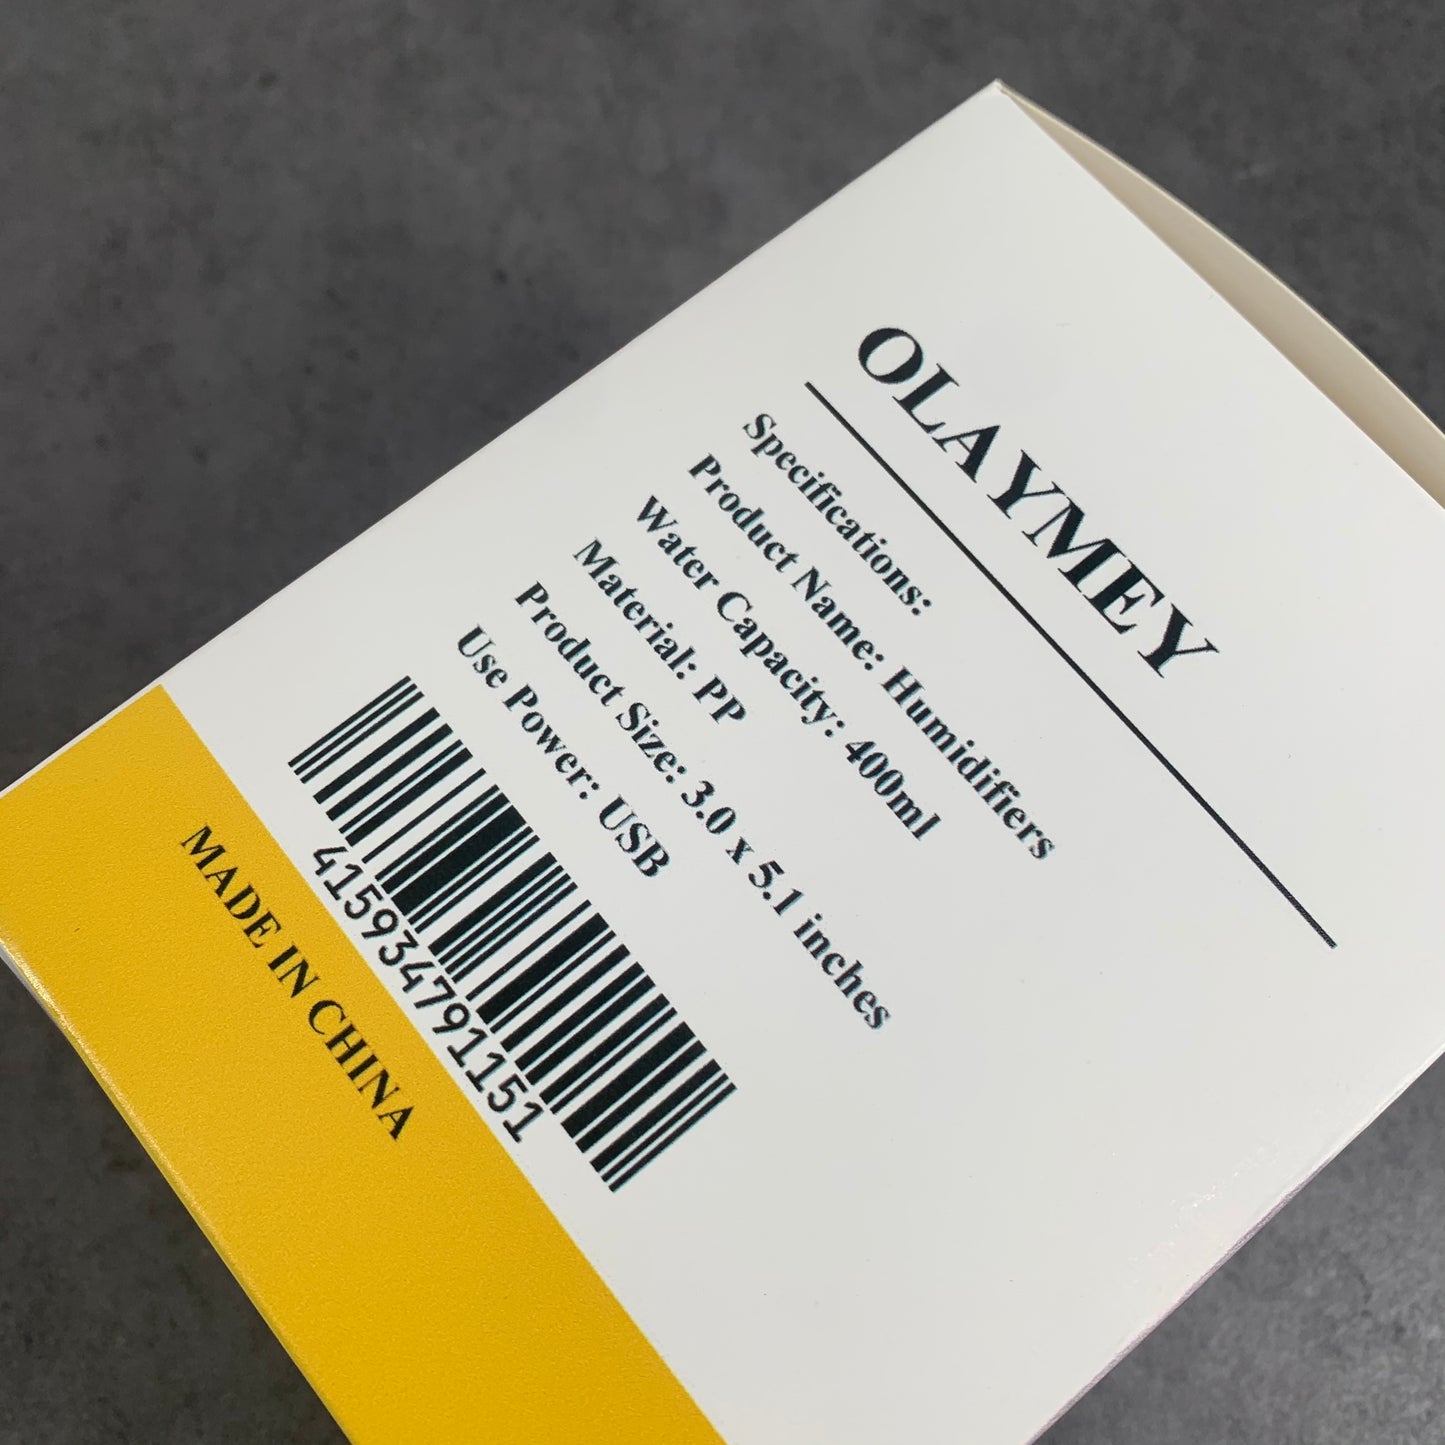 OLAYMEY
Specifications:
Product Name: Humidifiers
Water Capacity: 400ml
Material: PP
Product Size: 3.0 x 5.1 inches
Use Power: USB
415934791151
MADE IN CHINA